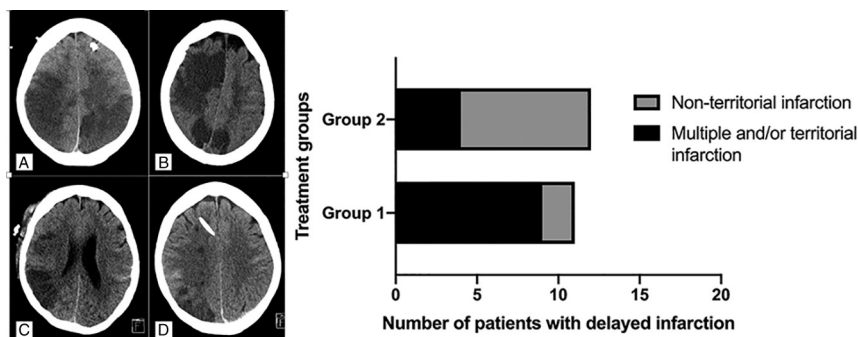 A
B
C
D
Treatment groups
Group 2
Group 1
0
5
10
15
20
Number of patients with delayed infarction
Non-territorial infarction
Multiple and/or territorial
infarction